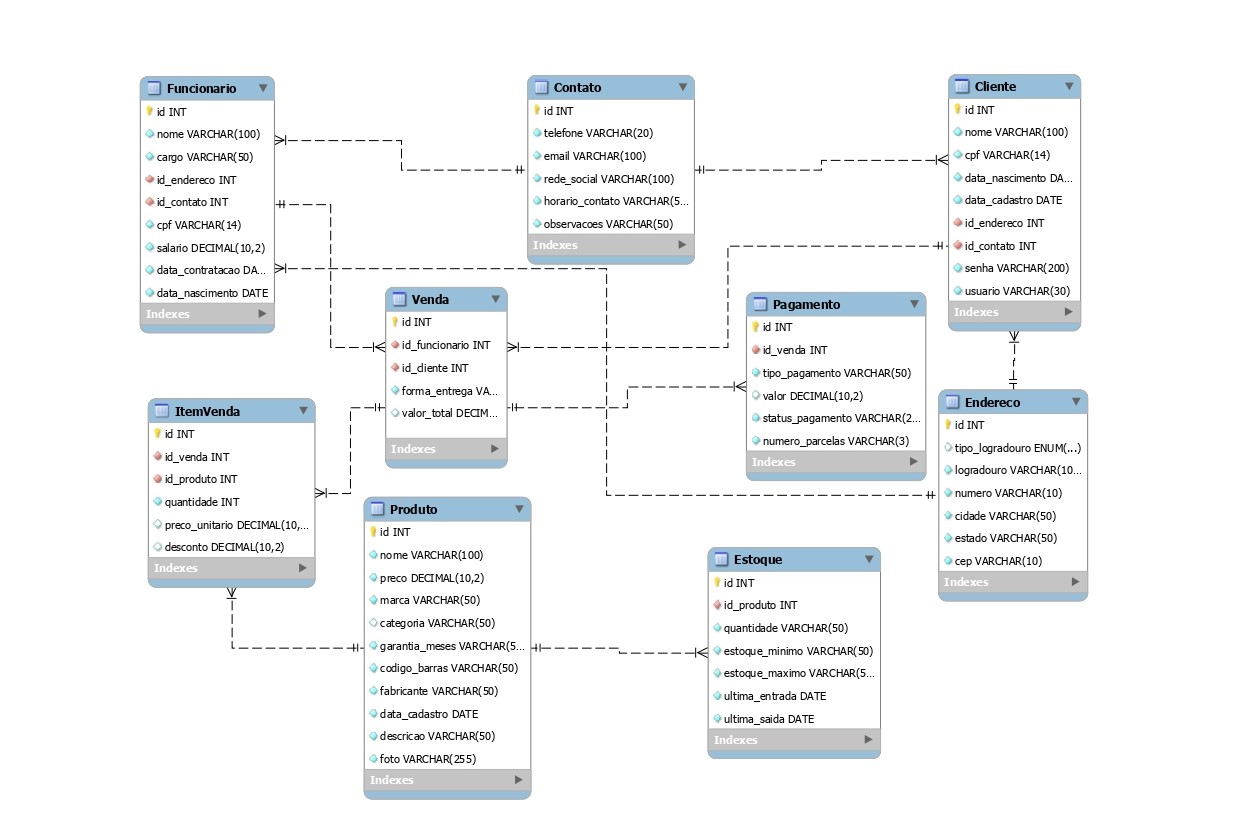 Funcionario
id INT
nome VARCHAR(100)
cargo VARCHAR(50)
id_endereco INT
id_contato INT
cpf VARCHAR(14)
salario DECIMAL(10,2)
data_contratacao DA...
data_nascimento DATE
Indexes
Contato
id INT
telefone VARCHAR(20)
email VARCHAR(100)
rede_social VARCHAR(100)
horario_contato VARCHAR(5...
observacoes VARCHAR(50)
Indexes
Cliente
id INT
nome VARCHAR(100)
cpf VARCHAR(14)
data_nascimento DA...
data_cadastro DATE
id_endereco INT
id_contato INT
senha VARCHAR(200)
usuario VARCHAR(30)
Indexes
Venda
id INT
id_funcionario INT
id_cliente INT
forma_entrega VA...
valor_total DECIM...
Indexes
Pagamento
id INT
id_venda INT
tipo_pagamento VARCHAR(50)
valor DECIMAL(10,2)
status_pagamento VARCHAR(2...
numero_parcelas VARCHAR(3)
Indexes
ItemVenda
id INT
id_venda INT
id_produto INT
quantidade INT
preco_unitario DECIMAL(10,...
desconto DECIMAL(10,2)
Indexes
Endereco
id INT
tipo_logradouro ENUM(...)
logradouro VARCHAR(10...
numero VARCHAR(10)
cidade VARCHAR(50)
estado VARCHAR(50)
cep VARCHAR(10)
Indexes
Produto
id INT
nome VARCHAR(100)
preco DECIMAL(10,2)
marca VARCHAR(50)
categoria VARCHAR(50)
garantia_meses VARCHAR(5...
codigo_barras VARCHAR(50)
fabricante VARCHAR(50)
data_cadastro DATE
descricao VARCHAR(50)
foto VARCHAR(255)
Indexes
Estoque
id INT
id_produto INT
quantidade VARCHAR(50)
estoque_minimo VARCHAR(50)
estoque_maximo VARCHAR(5...
ultima_entrada DATE
ultima_saida DATE
Indexes